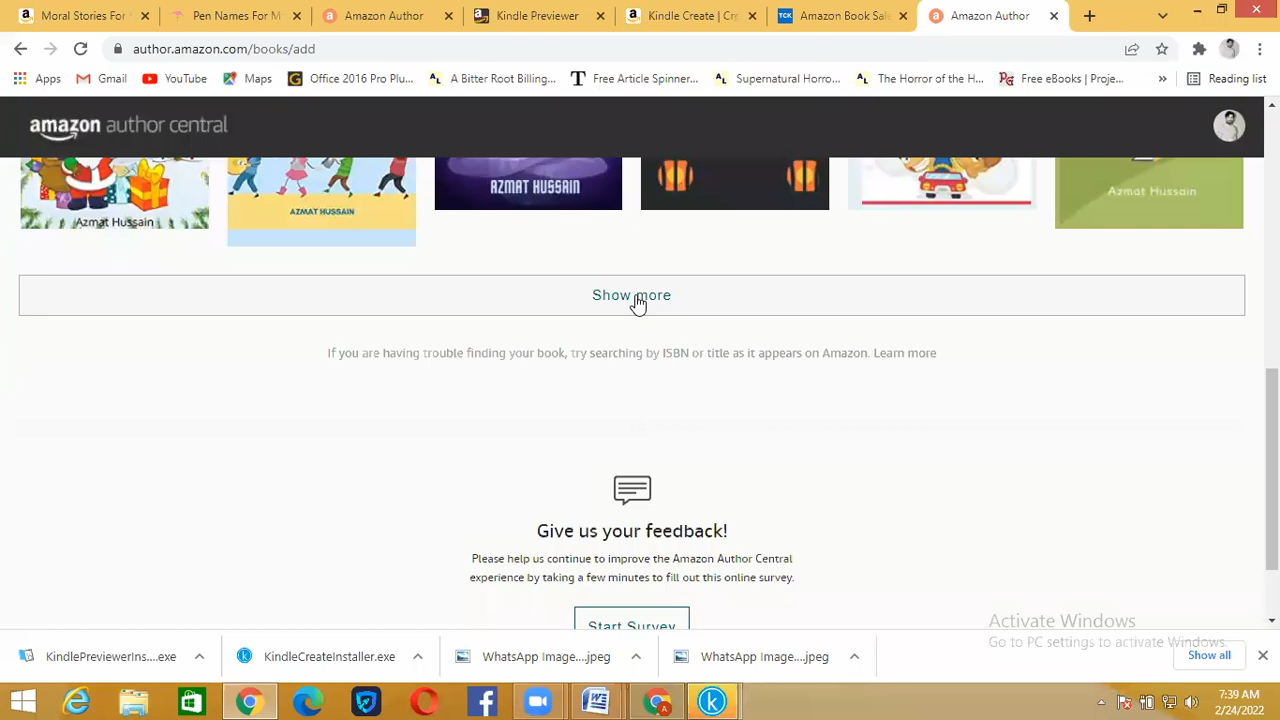 Moral Stories For
Pen Names For M
Amazon Author
Kindle Previewer
Kindle Create | Cr
Amazon Book Sale
Amazon Author
author.amazon.com/books/add
Apps
Gmail
YouTube
Maps
Office 2016 Pro Plu...
A Bitter Root Billing...
Free Article Spinner...
Supernatural Horro...
The Horror of the H...
Free eBooks | Proje...
»
Reading list
amazon author central
Azmat Hussain
AZMAT HUSSAIN
AZMAT HUSSAIN
Azmat Hussain
Show more
If you are having trouble finding your book, try searching by ISBN or title as it appears on Amazon. Learn more
Give us your feedback!
Please help us continue to improve the Amazon Author Central
experience by taking a few minutes to fill out this online survey.
Start Survey
Activate Windows
Go to PC settings to activate Windows.
KindlePreviewerIns....exe
KindleCreateInstaller.exe
WhatsApp Image....jpeg
WhatsApp Image....jpeg
Show all
7:39 AM
2/24/2022